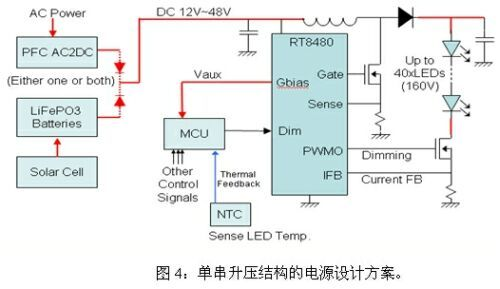 AC Power
DC 12V~48V
PFC AC2DC
(Either one or both)
LiFePO3
Batteries
Solar Cell
Vaux
MCU
Other
Control
Signals
Thermal
Feedback
NTC
Sense LED Temp.
RT8480
Gbias
Gate
Sense
Dim
PWMO
IFB
Dimming
Current FB
Up to
40xLEDs
(160V)
图 4：单串升压结构的电源设计方案。